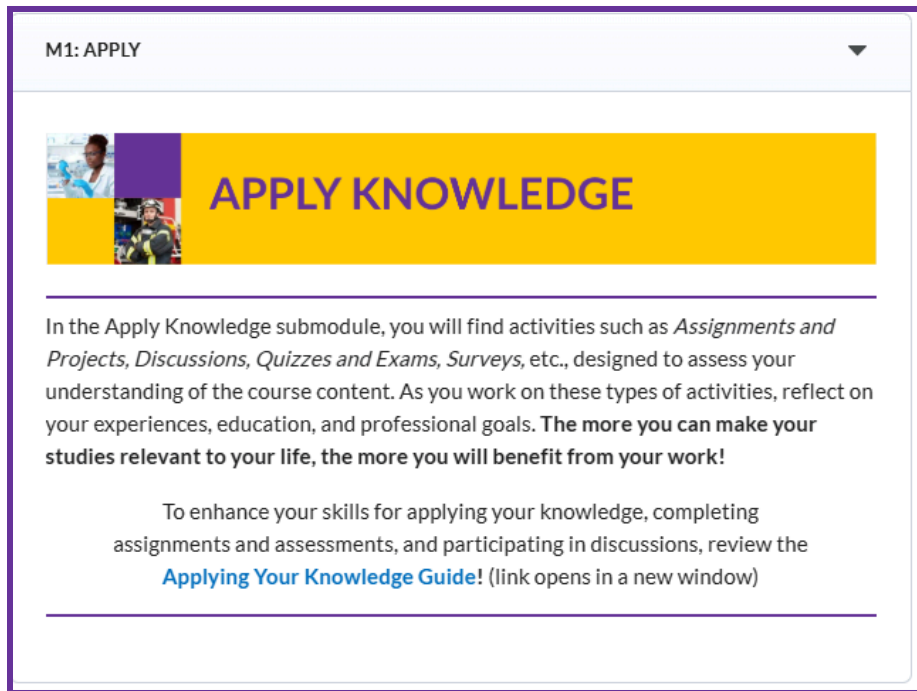 M1: APPLY
APPLY KNOWLEDGE
In the Apply Knowledge submodule, you will find activities such as Assignments and
Projects, Discussions, Quizzes and Exams, Surveys, etc., designed to assess your
understanding of the course content. As you work on these types of activities, reflect on
your experiences, education, and professional goals. The more you can make your
studies relevant to your life, the more you will benefit from your work!
To enhance your skills for applying your knowledge, completing
assignments and assessments, and participating in discussions, review the
Applying Your Knowledge Guide! (link opens in a new window)